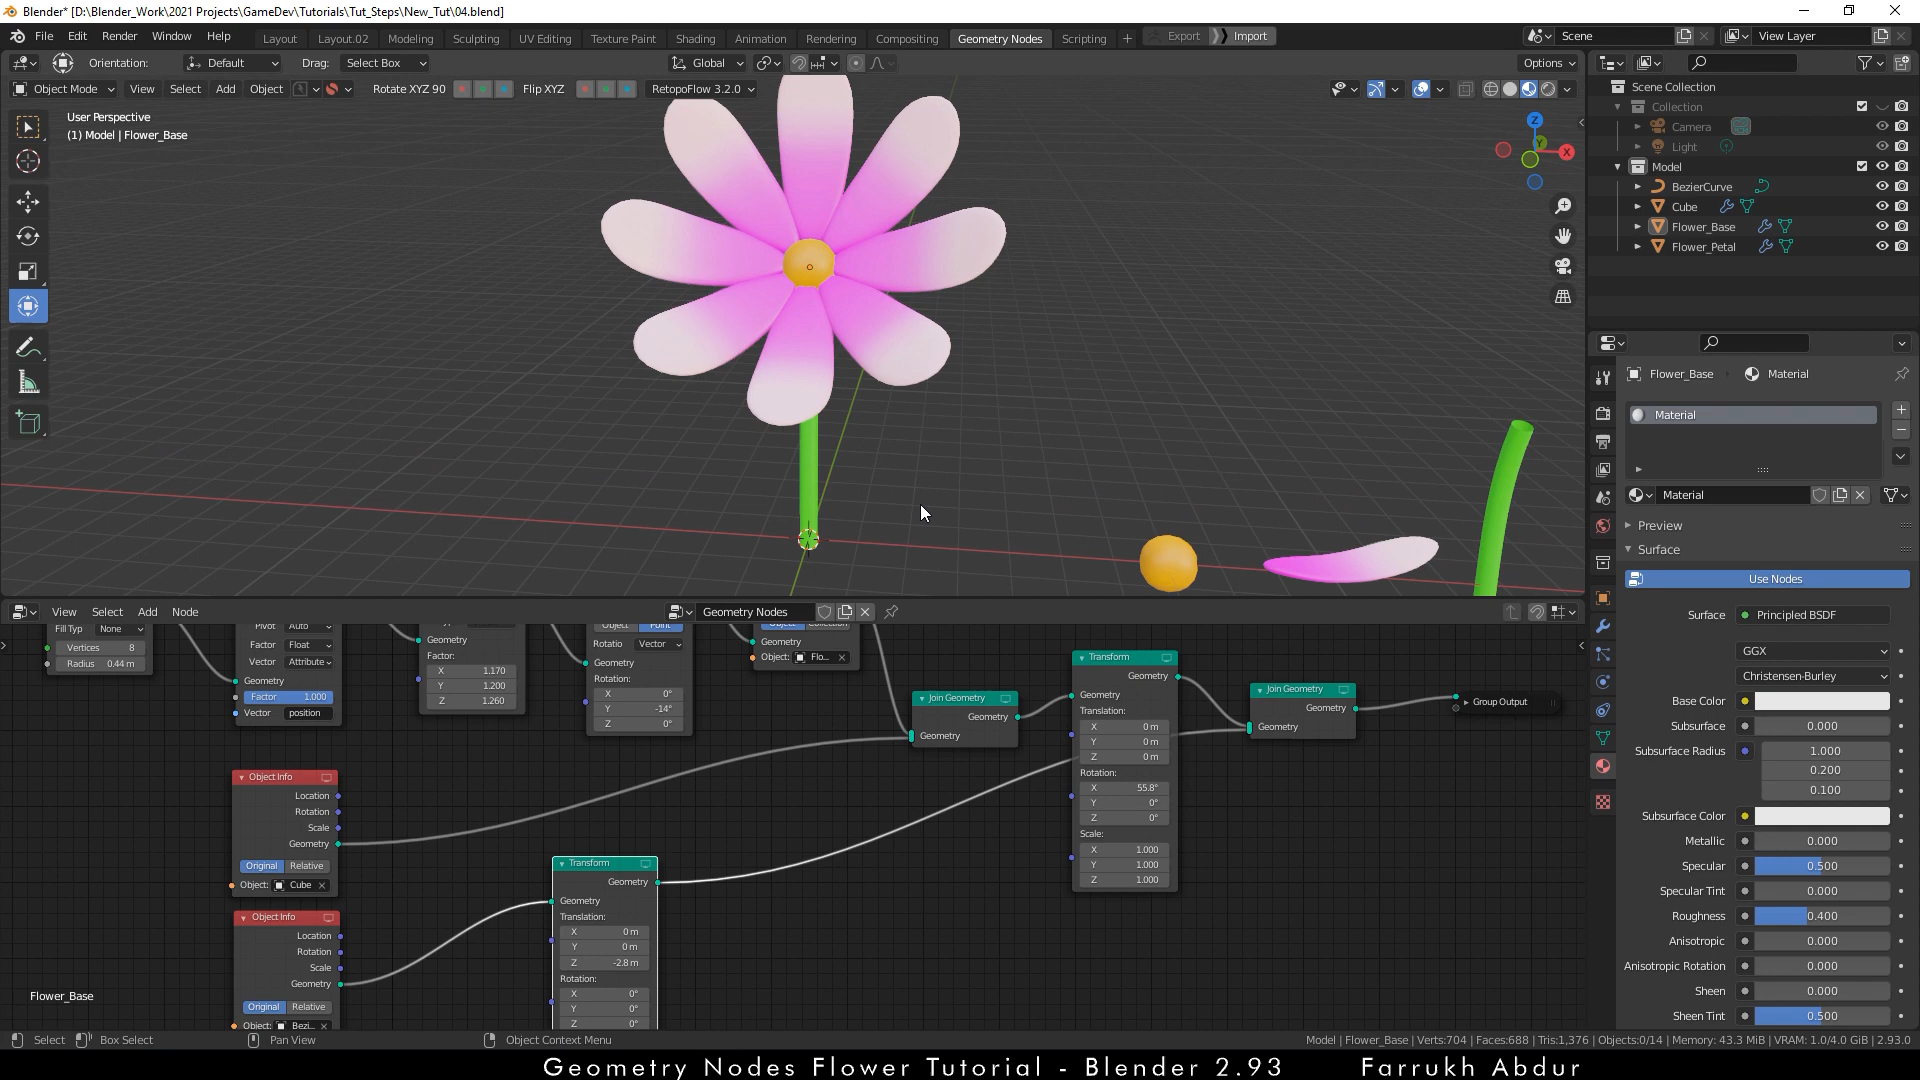 Blender* [D:\Blender_Work\2021 Projects\GameDev\Tutorials\Tut_Steps\New_Tut\04.blend]
File Edit Render Window Help Layout Layout.02 Modeling Sculpting UV Editing Texture Paint Shading Animation Rendering Compositing Geometry Nodes Scripting + Export Import Scene View Layer
Orientation: Default Drag: Select Box Global Options
Object Mode View Select Add Object Rotate XYZ 90 Flip XYZ RetopoFlow 3.2.0
User Perspective
(1) Model | Flower_Base
Z
Y
X
Scene Collection
Collection
Camera
Light
Model
BezierCurve
Cube
Flower_Base
Flower_Petal
Flower_Base Material
Material
Material
Preview
Surface
Use Nodes
Surface Principled BSDF
GGX
Christensen-Burley
Base Color
Subsurface 0.000
Subsurface Radius 1.000
0.200
0.100
Subsurface Color
Metallic 0.000
Specular 0.500
Specular Tint 0.000
Roughness 0.400
Anisotropic 0.000
Anisotropic Rotation 0.000
Sheen 0.000
Sheen Tint 0.500
View Select Add Node Geometry Nodes
Fill Typ None
Vertices 8
Radius 0.44 m
Pivot Auto
Factor Float
Vector Attribute
Geometry
Factor 1.000
Vector position
Geometry
Factor:
X 1.170
Y 1.200
Z 1.260
Object Point
Rotatio Vector
Geometry
Rotation:
X 0°
Y -14°
Z 0°
Geometry
Object: Flo...
Join Geometry
Geometry
Geometry
Transform
Geometry
Geometry
Translation:
X 0 m
Y 0 m
Z 0 m
Rotation:
X 55.8°
Y 0°
Z 0°
Scale:
X 1.000
Y 1.000
Z 1.000
Join Geometry
Geometry
Geometry
Group Output
Object Info
Location
Rotation
Scale
Geometry
Original Relative
Object: Cube
Object Info
Location
Rotation
Scale
Geometry
Original Relative
Object: Bezi...
Transform
Geometry
Geometry
Translation:
X 0 m
Y 0 m
Z -2.8 m
Rotation:
X 0°
Y 0°
Z 0°
Flower_Base
Select Box Select Pan View Object Context Menu Model | Flower_Base | Verts:704 | Faces:688 | Tris:1,376 | Objects:0/14 | Memory: 43.3 MiB | VRAM: 1.0/4.0 GiB | 2.93.0
Geometry Nodes Flower Tutorial - Blender 2.93 Farrukh Abdur